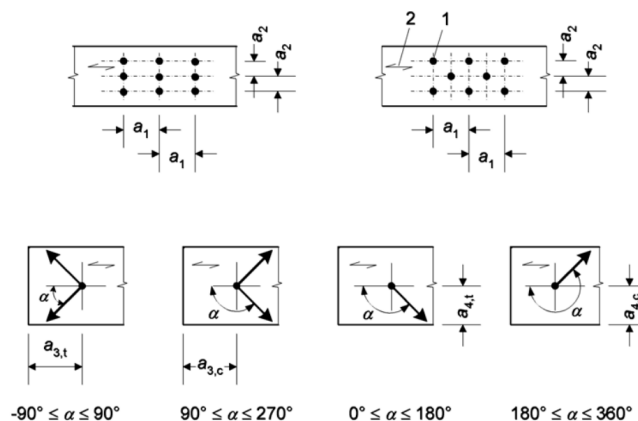 a2
a2
2
1
a2
a2
a1
a1
a1
a1
α
α
α
α
a4,t
a4,c
a3,t
a3,c
-90° ≤ α ≤ 90°
90° ≤ α ≤ 270°
0° ≤ α ≤ 180°
180° ≤ α ≤ 360°